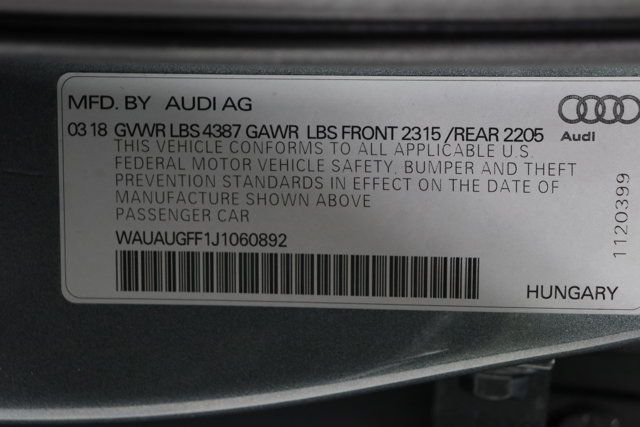 MFD. BY AUDI AG
03 18 GVWR LBS 4387 GAWR LBS FRONT 2315 /REAR 2205
THIS VEHICLE CONFORMS TO ALL APPLICABLE U.S.
FEDERAL MOTOR VEHICLE SAFETY, BUMPER AND THEFT
PREVENTION STANDARDS IN EFFECT ON THE DATE OF
MANUFACTURE SHOWN ABOVE
PASSENGER CAR
WAUAUGFF1J1060892
HUNGARY
Audi
1120399